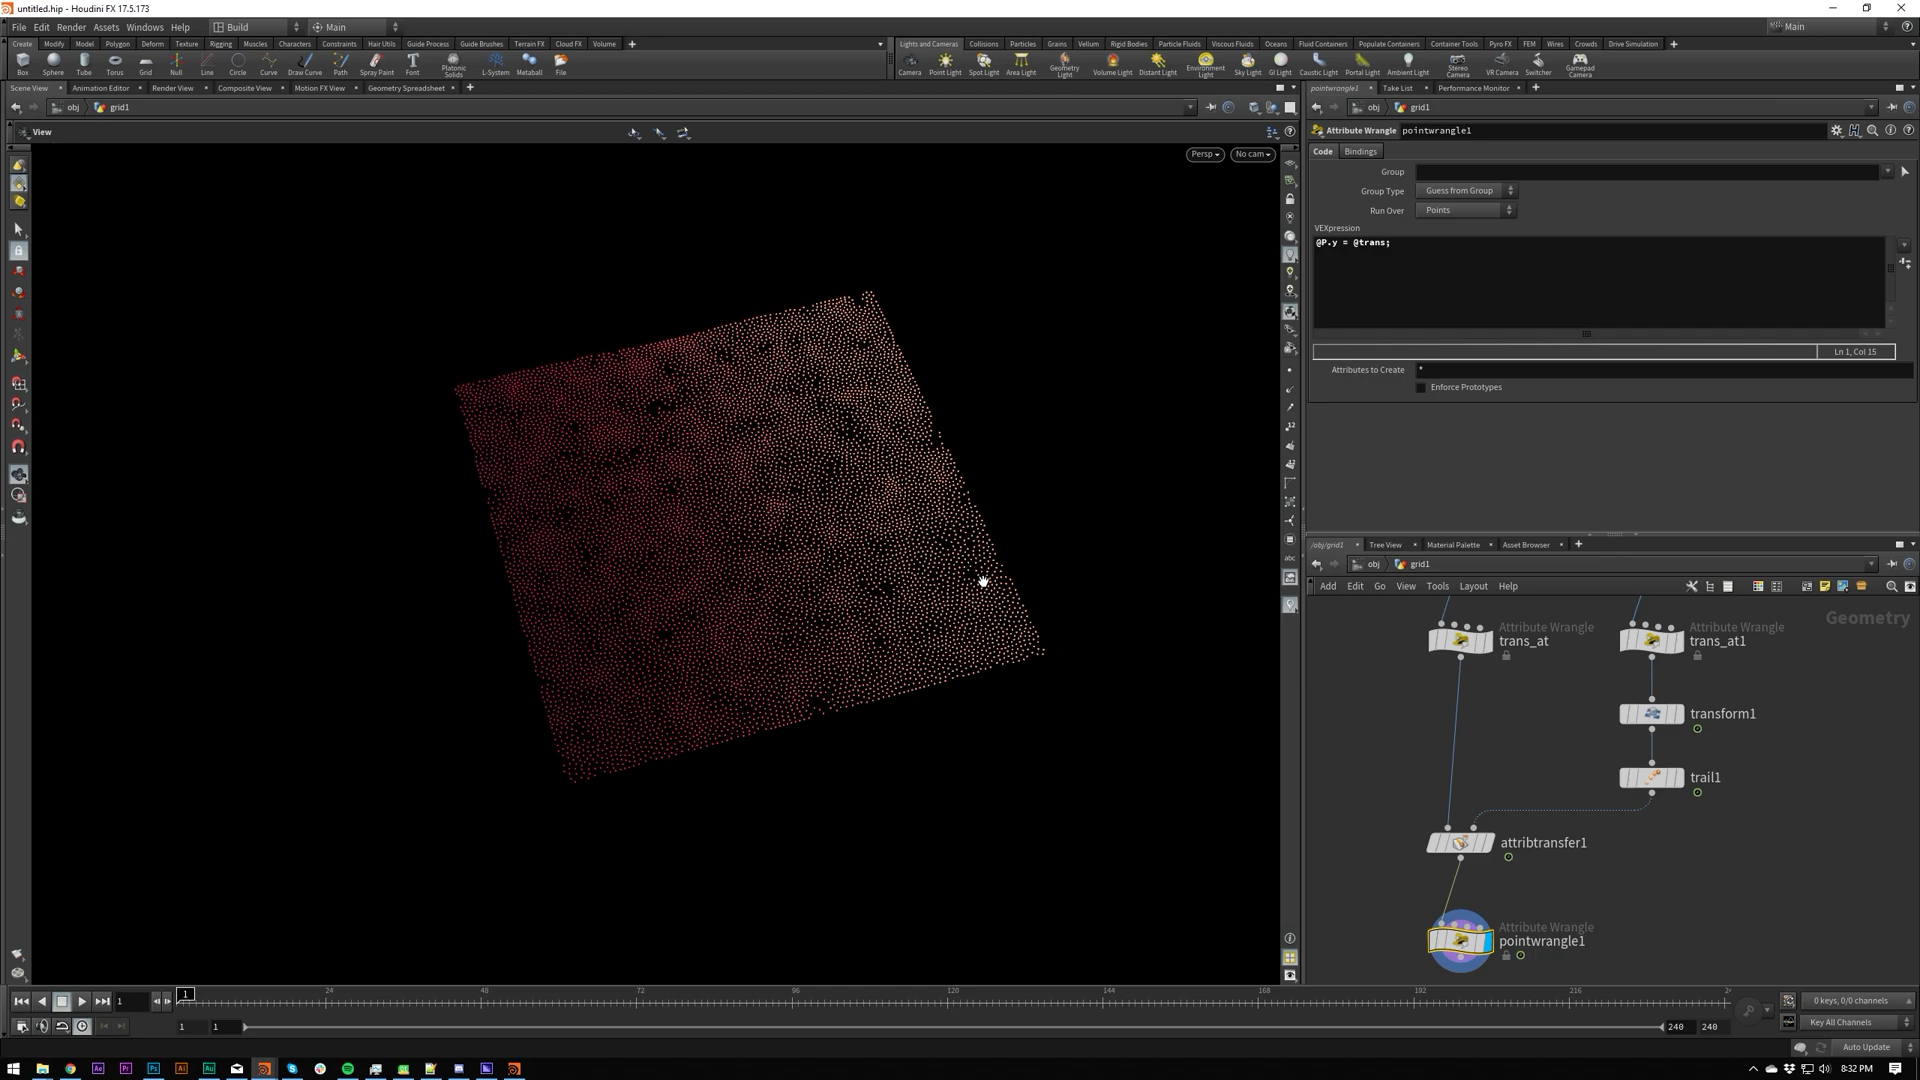 untitled.hip - Houdini FX 17.5.173
File Edit Render Assets Windows Help Build Main Main
Create Modify Model Polygon Deform Texture Rigging Muscles Characters Constraints Hair Utils Guide Process Guide Brushes Terrain FX Cloud FX Volume
Lights and Cameras Collisions Particles Grains Vellum Rigid Bodies Particle Fluids Viscous Fluids Oceans Fluid Containers Populate Containers Container Tools Pyro FX FEM Wires Crowds Drive Simulation
Box Sphere Tube Torus Grid Null Line Circle Curve Draw Curve Path Spray Paint Font Platonic Solids L-System Metaball File
Camera Point Light Spot Light Area Light Geometry Light Volume Light Distant Light Environment Light Sky Light GI Light Caustic Light Portal Light Ambient Light Stereo Camera VR Camera Switcher Gamepad Camera
Scene View Animation Editor Render View Composite View Motion FX View Geometry Spreadsheet
pointwrangle1 Take List Performance Monitor
obj grid1
obj grid1
View
Persp No cam
Attribute Wrangle pointwrangle1
Code Bindings
Group
Group Type Guess from Group
Run Over Points
VEXpression
@P.y = @trans;
Ln 1, Col 15
Attributes to Create *
Enforce Prototypes
/obj/grid1 Tree View Material Palette Asset Browser
obj grid1
Add Edit Go View Tools Layout Help
Geometry
Attribute Wrangle
trans_at
Attribute Wrangle
trans_at1
transform1
trail1
attribtransfer1
Attribute Wrangle
pointwrangle1
1 1 24 48 72 96 120 144 168 192 216 24
0 keys, 0/0 channels
1 1 240 240
Key All Channels
Auto Update
8:32 PM